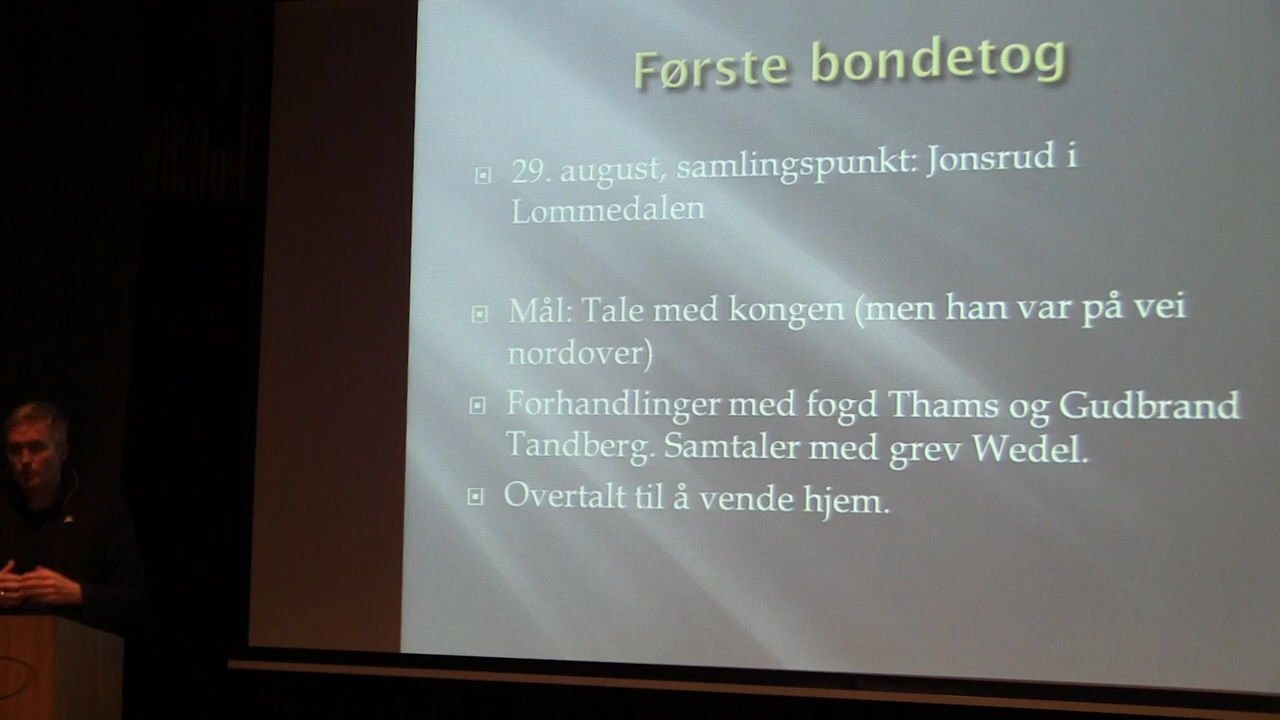 Første bondetog
29. august, samlingspunkt: Jonsrud i
Lommedalen
Mål: Tale med kongen (men han var på vei
nordover)
Forhandlinger med fogd Thams og Gudbrand
Tandberg. Samtaler med grev Wedel.
Overtalt til å vende hjem.